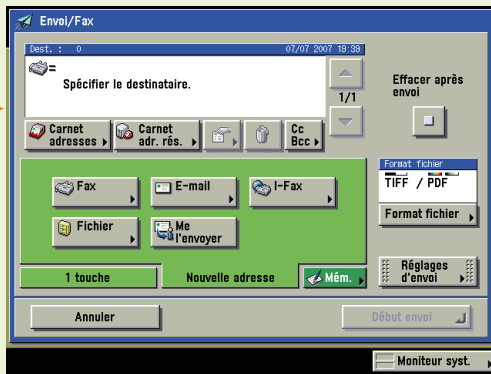 Envoi/Fax
Dest. : 0 07/07 2007 19:39
Spécifier le destinataire.
1/1
Effacer après
envoi
Carnet
adresses
Carnet
adr. rés.
Cc
Bcc
Format fichier
TIFF / PDF
Format fichier
Fax
E-mail
I-Fax
Fichier
Me
l'envoyer
1 touche
Nouvelle adresse
Mém.
Réglages
d'envoi
Annuler
Début envoi
Moniteur syst.